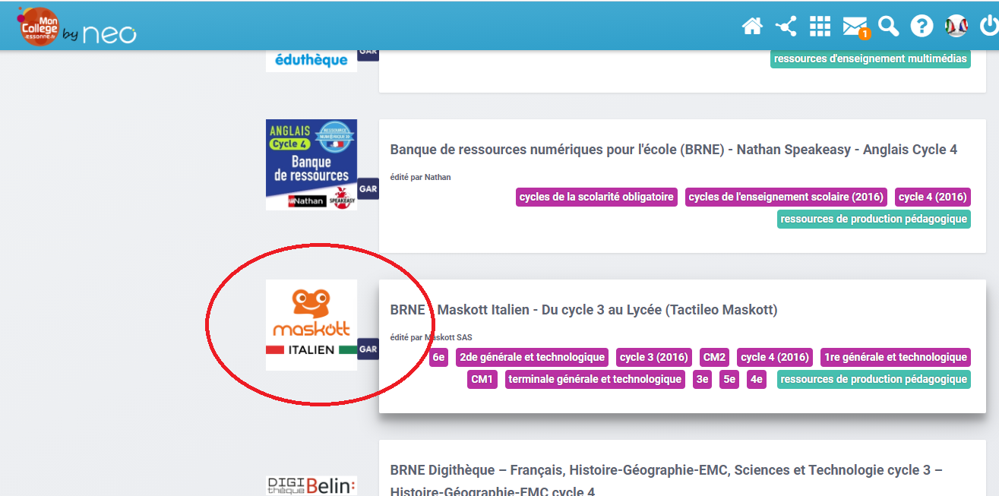 Mon
Collège
-essonne.fr
by neo
1
?
éduthèque
GAR
ressources d'enseignement multimédias
ANGLAIS
Cycle 4
Banque
de ressources
Nathan
SPEAKEASY
GAR
Banque de ressources numériques pour l'école (BRNE) - Nathan Speakeasy - Anglais Cycle 4
édité par Nathan
cycles de la scolarité obligatoire cycles de l'enseignement scolaire (2016) cycle 4 (2016)
ressources de production pédagogique
maskott
ITALIEN
GAR
BRNE - Maskott Italien - Du cycle 3 au Lycée (Tactileo Maskott)
édité par Maskott SAS
6e 2de générale et technologique cycle 3 (2016) CM2 cycle 4 (2016) 1re générale et technologique
CM1 terminale générale et technologique 3e 5e 4e ressources de production pédagogique
DIGI
thèque Belin:
BRNE Digithèque – Français, Histoire-Géographie-EMC, Sciences et Technologie cycle 3 –
Histoire-Géographie-EMC cycle 4